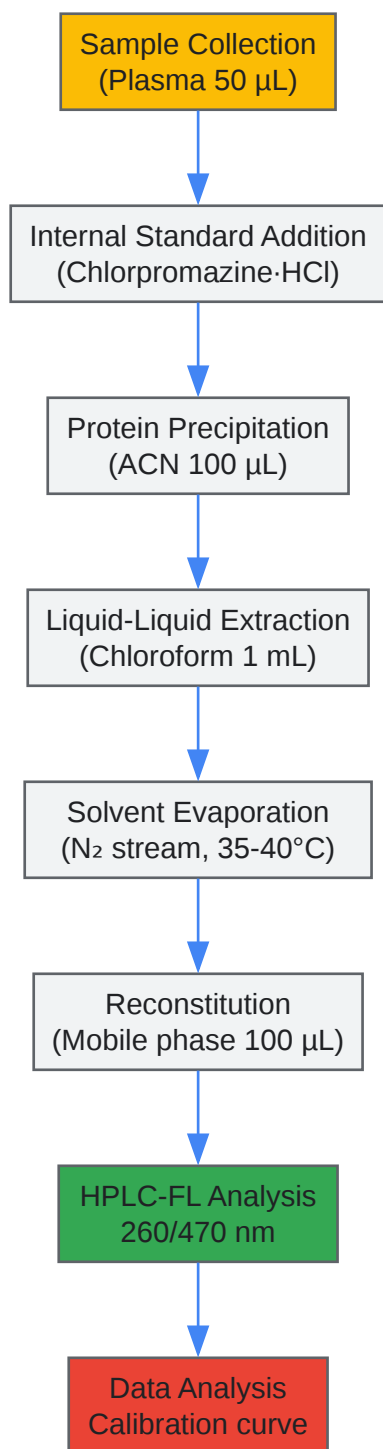 Sample Collection
(Plasma 50 µL)
Internal Standard Addition
(Chlorpromazine·HCl)
Protein Precipitation
(ACN 100 µL)
Liquid-Liquid Extraction
(Chloroform 1 mL)
Solvent Evaporation
(N₂ stream, 35-40°C)
Reconstitution
(Mobile phase 100 µL)
HPLC-FL Analysis
260/470 nm
Data Analysis
Calibration curve